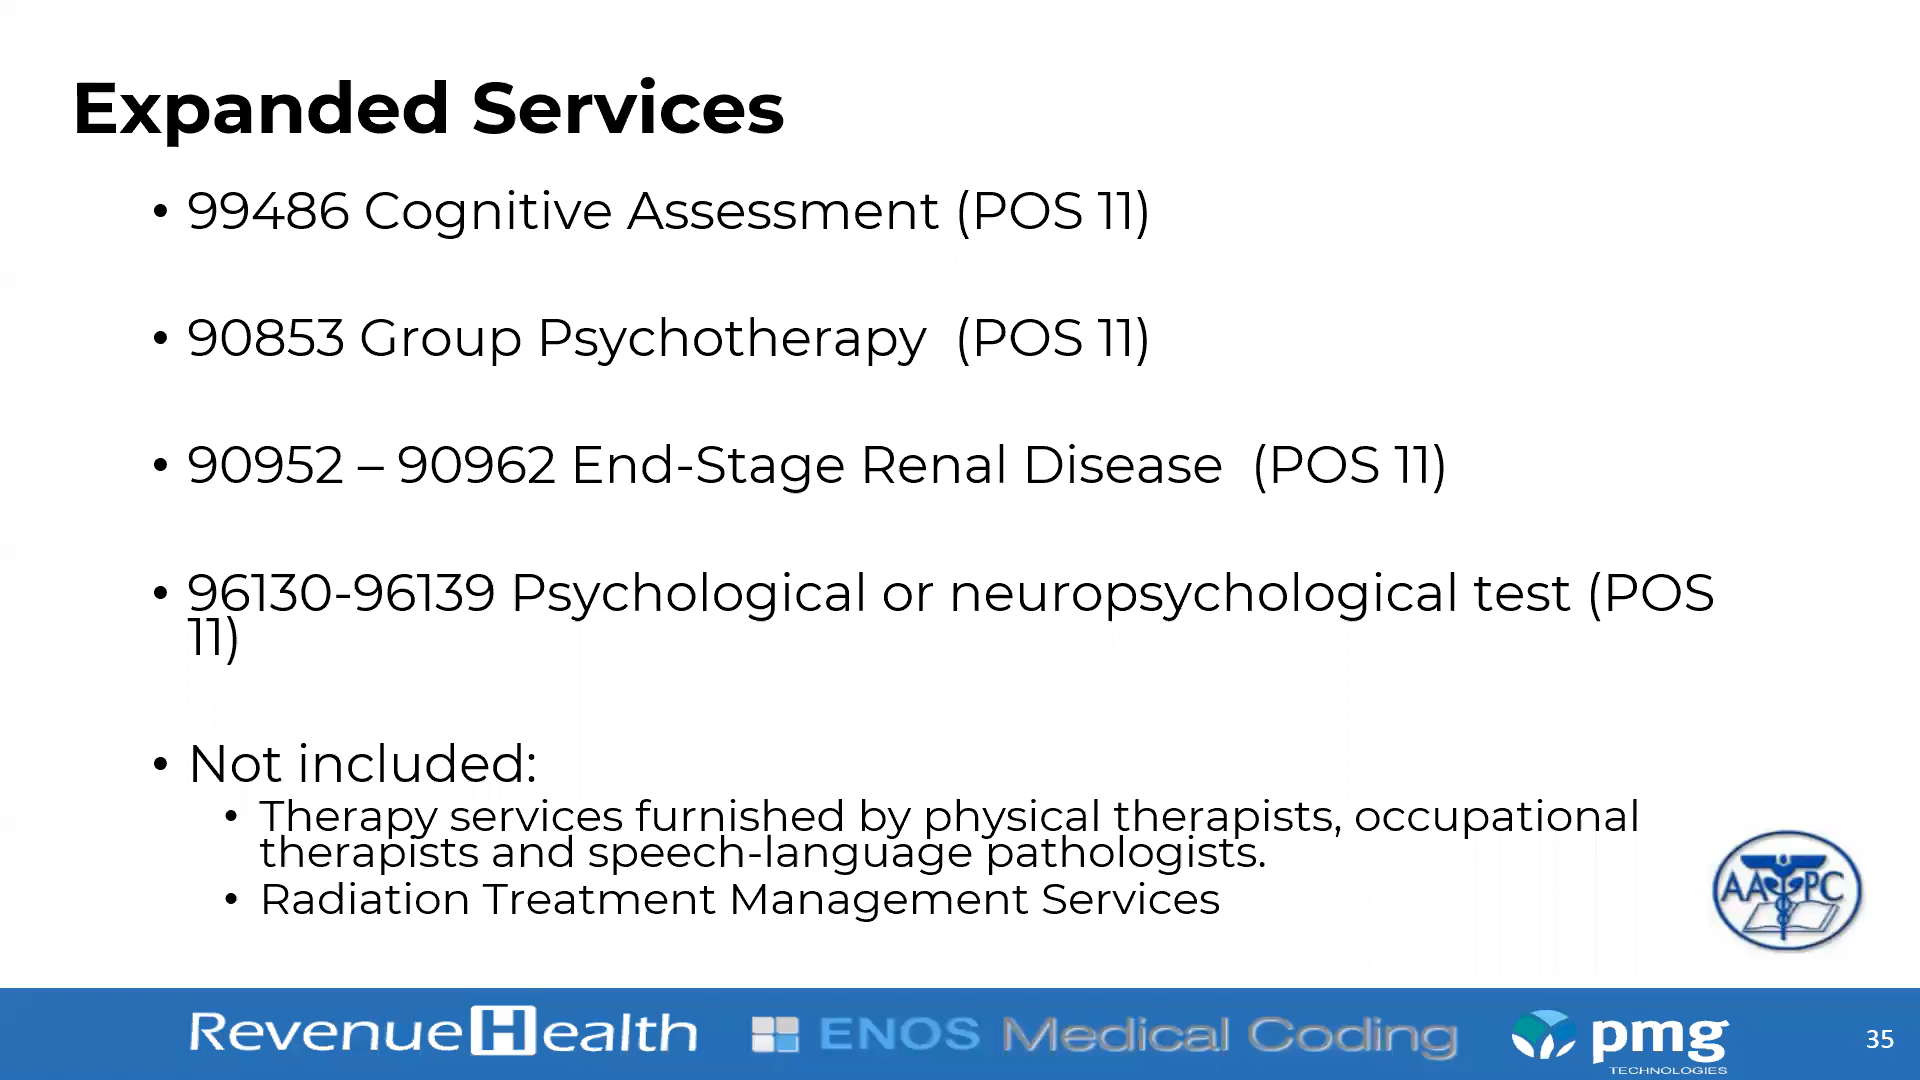 Expanded Services
• 99486 Cognitive Assessment (POS 11)
• 90853 Group Psychotherapy  (POS 11)
• 90952 – 90962 End-Stage Renal Disease  (POS 11)
• 96130-96139 Psychological or neuropsychological test (POS
11)
• Not included:
• Therapy services furnished by physical therapists, occupational
therapists and speech-language pathologists.
• Radiation Treatment Management Services
AAPC
RevenueHealth
ENOS Medical Coding
pmg
TECHNOLOGIES
35